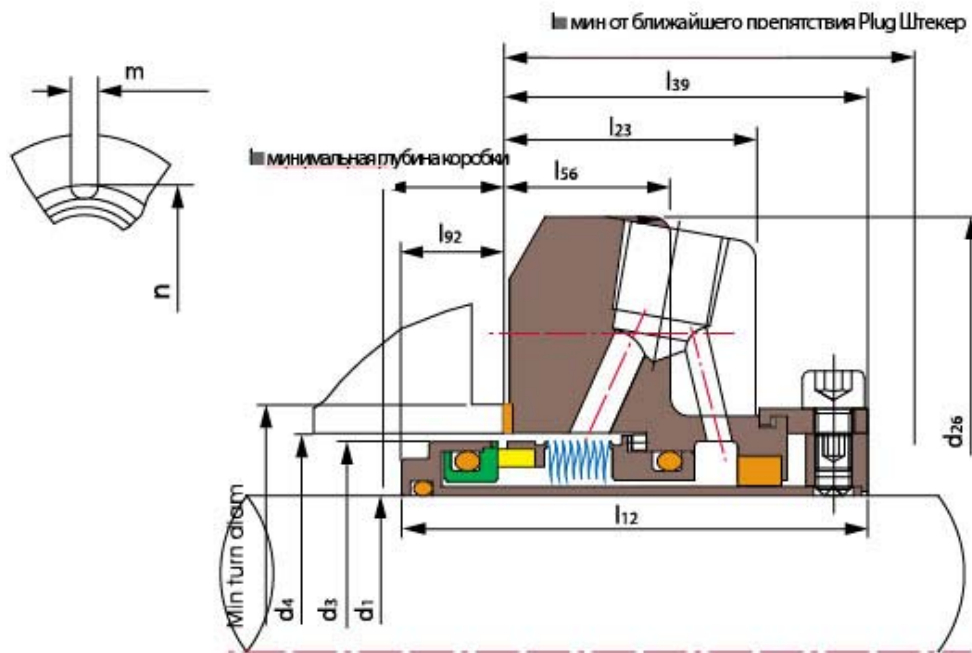 l мин от ближайшего препятствия Plug Штекер
m
l39
l23
l минимальная глубина коробки
l56
l92
n
d26
l12
Min turn diam
d4
d3
d1